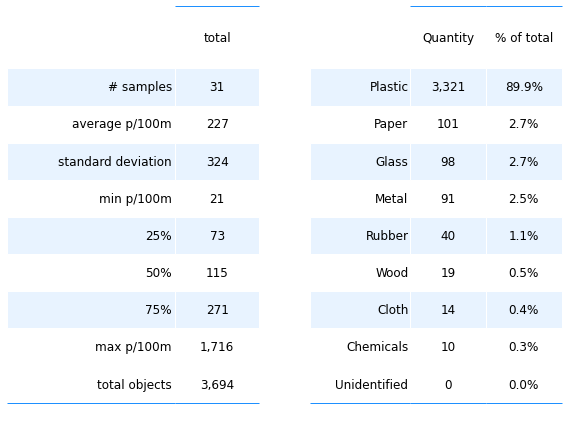 total
# samples 31
average p/100m 227
standard deviation 324
min p/100m 21
25% 73
50% 115
75% 271
max p/100m 1,716
total objects 3,694
Quantity % of total
Plastic 3,321 89.9%
Paper 101 2.7%
Glass 98 2.7%
Metal 91 2.5%
Rubber 40 1.1%
Wood 19 0.5%
Cloth 14 0.4%
Chemicals 10 0.3%
Unidentified 0 0.0%